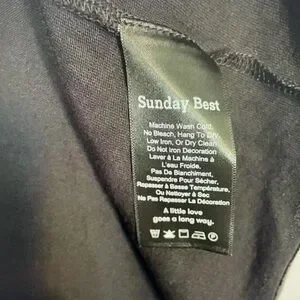 Sunday Best
Machine Wash Cold,
No Bleach, Hang To Dry,
Low Iron, Or Dry Clean
Do Not Iron Decoration
Laver À La Machine à
L'eau Froide,
Pas De Blanchiment,
Suspendre Pour Sécher,
Repasser à Basse Température,
Ou Nettoyer à Sec
Ne Pas Repasser La Décoration
A little love
goes a long way.